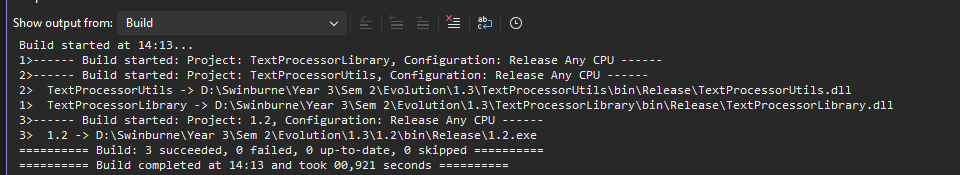 Show output from: Build
Build started at 14:13...
1>------ Build started: Project: TextProcessorLibrary, Configuration: Release Any CPU ------
2>------ Build started: Project: TextProcessorUtils, Configuration: Release Any CPU ------
2>  TextProcessorUtils -> D:\Swinburne\Year 3\Sem 2\Evolution\1.3\TextProcessorUtils\bin\Release\TextProcessorUtils.dll
1>  TextProcessorLibrary -> D:\Swinburne\Year 3\Sem 2\Evolution\1.3\TextProcessorLibrary\bin\Release\TextProcessorLibrary.dll
3>------ Build started: Project: 1.2, Configuration: Release Any CPU ------
3>  1.2 -> D:\Swinburne\Year 3\Sem 2\Evolution\1.3\1.2\bin\Release\1.2.exe
========== Build: 3 succeeded, 0 failed, 0 up-to-date, 0 skipped ==========
========== Build completed at 14:13 and took 00,921 seconds ==========